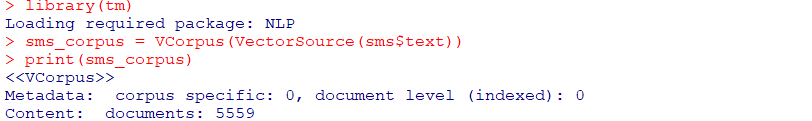 > library(tm)
Loading required package: NLP
> sms_corpus = VCorpus(VectorSource(sms$text))
> print(sms_corpus)
<<VCorpus>>
Metadata:  corpus specific: 0, document level (indexed): 0
Content:  documents: 5559